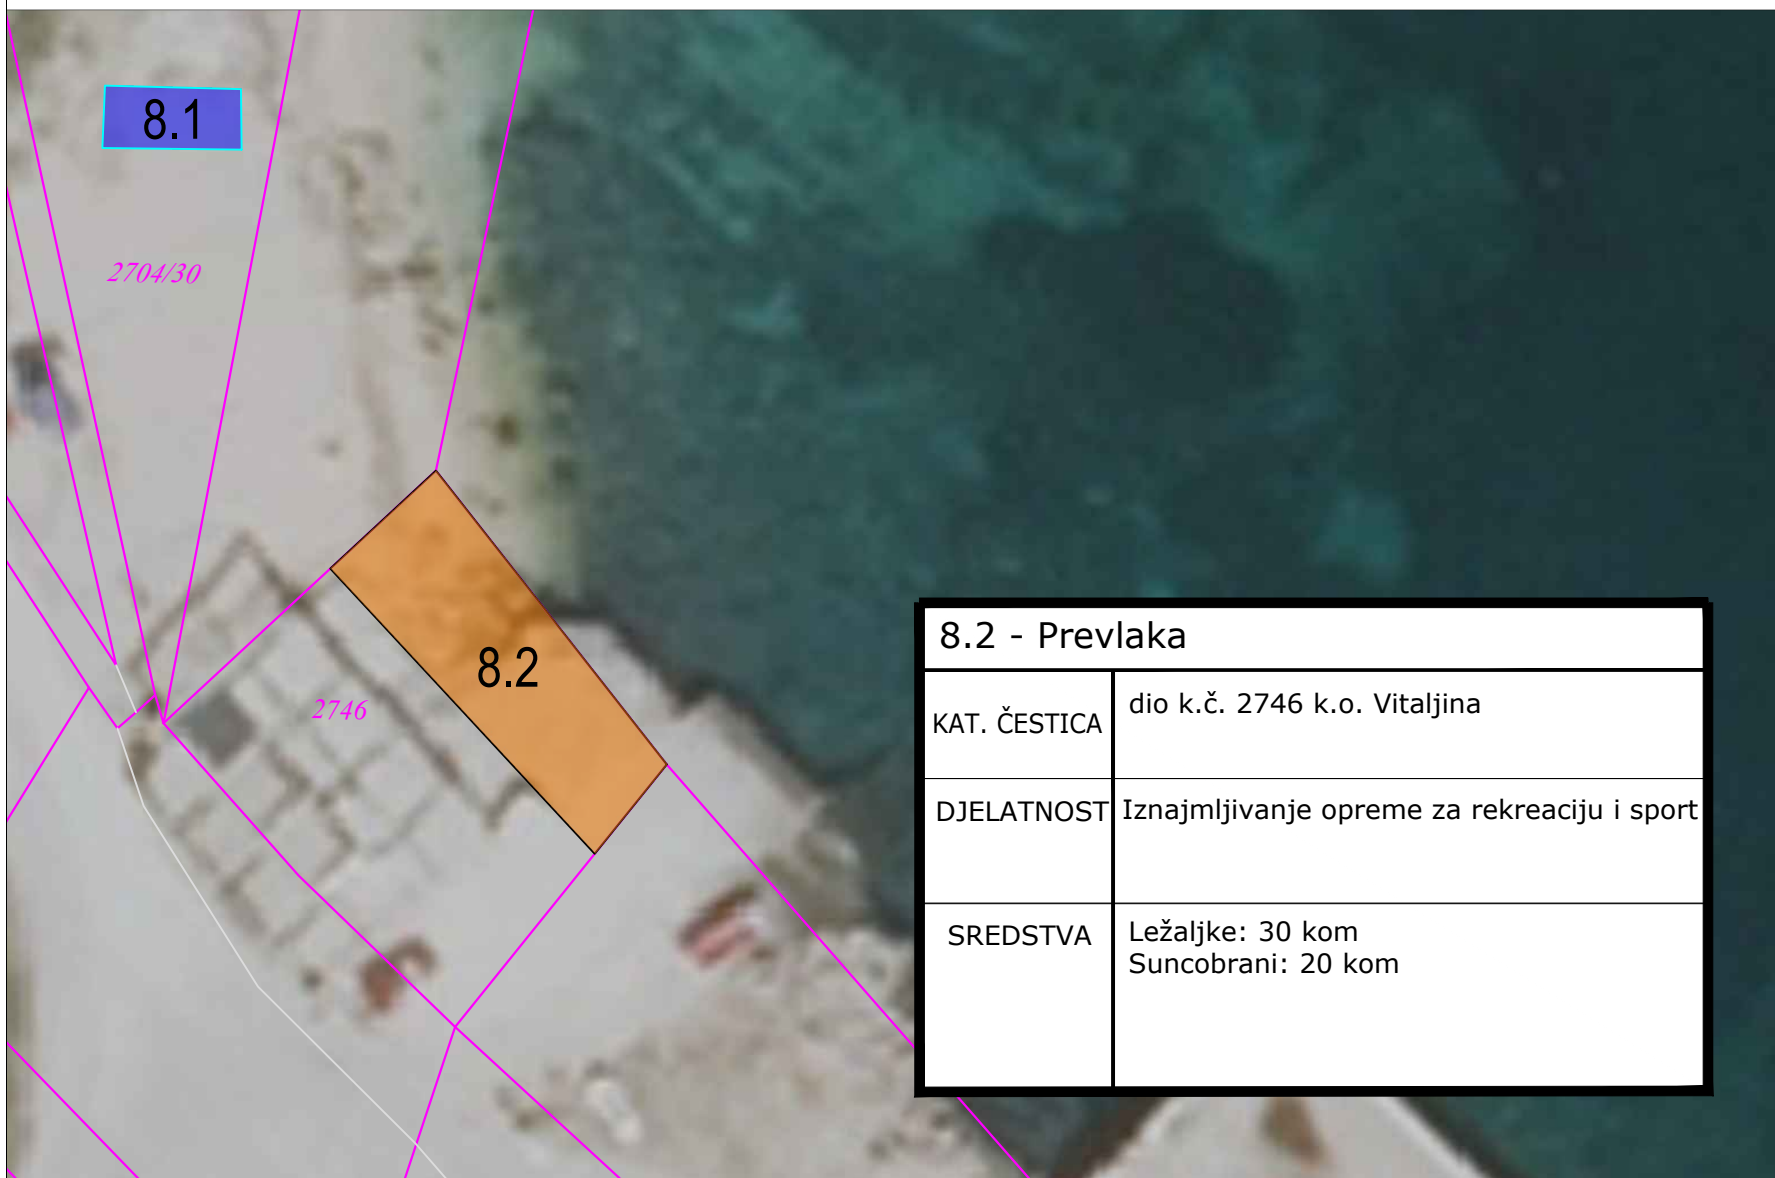 8.1
2704/30
8.2
2746
8.2 - Prevlaka
KAT. ČESTICA
dio k.č. 2746 k.o. Vitaljina
DJELATNOST
Iznajmljivanje opreme za rekreaciju i sport
SREDSTVA
Ležaljke: 30 kom
Suncobrani: 20 kom